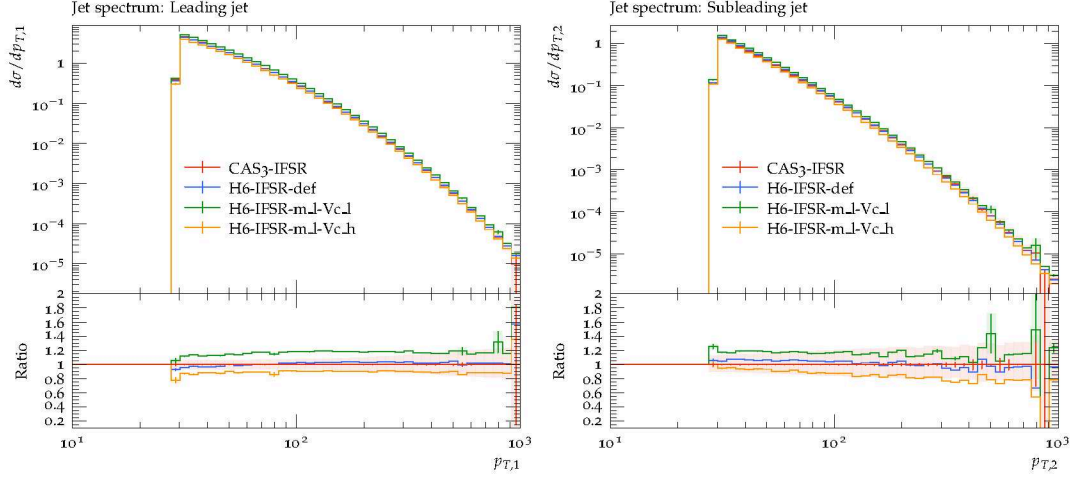 Jet spectrum: Leading jet
dσ/dp_{T,1}
1
10^{−1}
10^{−2}
10^{−3}
10^{−4}
10^{−5}
CAS3-IFSR
H6-IFSR-def
H6-IFSR-m_l-Vc_l
H6-IFSR-m_l-Vc_h
2
1.8
1.6
1.4
1.2
1
0.8
0.6
0.4
0.2
Ratio
10^1
10^2
10^3
p_{T,1}
Jet spectrum: Subleading jet
dσ/dp_{T,2}
1
10^{−1}
10^{−2}
10^{−3}
10^{−4}
10^{−5}
CAS3-IFSR
H6-IFSR-def
H6-IFSR-m_l-Vc_l
H6-IFSR-m_l-Vc_h
2
1.8
1.6
1.4
1.2
1
0.8
0.6
0.4
0.2
Ratio
10^1
10^2
10^3
p_{T,2}